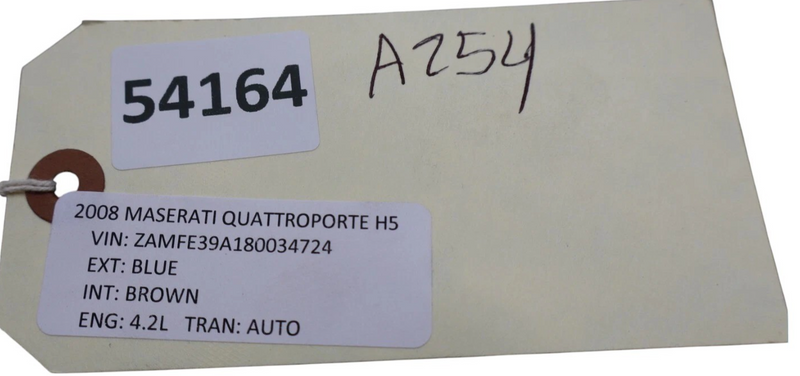 54164
A254
2008 MASERATI QUATTROPORTE H5
VIN: ZAMFE39A180034724
EXT: BLUE
INT: BROWN
ENG: 4.2L TRAN: AUTO